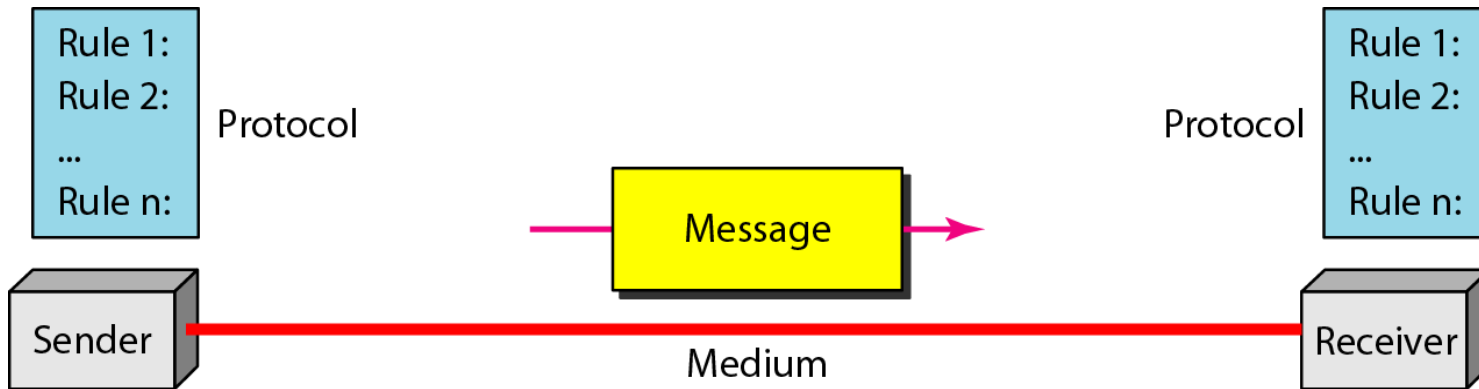 Rule 1:
Rule 2:
...
Rule n:
Protocol
Protocol
Rule 1:
Rule 2:
...
Rule n:
Message
Sender
Medium
Receiver